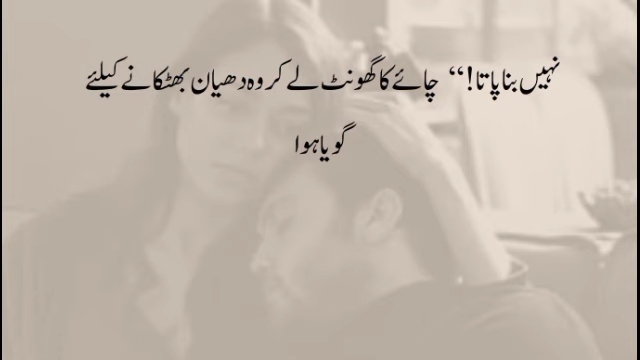 نہیں بنا پاتا!‘‘ چائے کا گھونٹ لے کر وہ دھیان بھٹکانے کیلئے
گویا ہوا